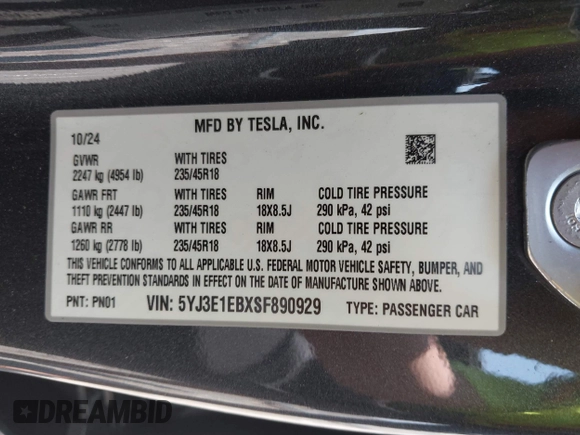 MFD BY TESLA, INC.
10/24
GVWR WITH TIRES
2247 kg (4954 lb) 235/45R18
GAWR FRT WITH TIRES RIM COLD TIRE PRESSURE
1110 kg (2447 lb) 235/45R18 18X8.5J 290 kPa, 42 psi
GAWR RR WITH TIRES RIM COLD TIRE PRESSURE
1260 kg (2778 lb) 235/45R18 18X8.5J 290 kPa, 42 psi
THIS VEHICLE CONFORMS TO ALL APPLICABLE U.S. FEDERAL MOTOR VEHICLE SAFETY, BUMPER, AND
THEFT PREVENTION STANDARDS IN EFFECT ON THE DATE OF MANUFACTURE SHOWN ABOVE.
PNT: PN01 VIN: 5YJ3E1EBXSF890929 TYPE: PASSENGER CAR
DREAMBID